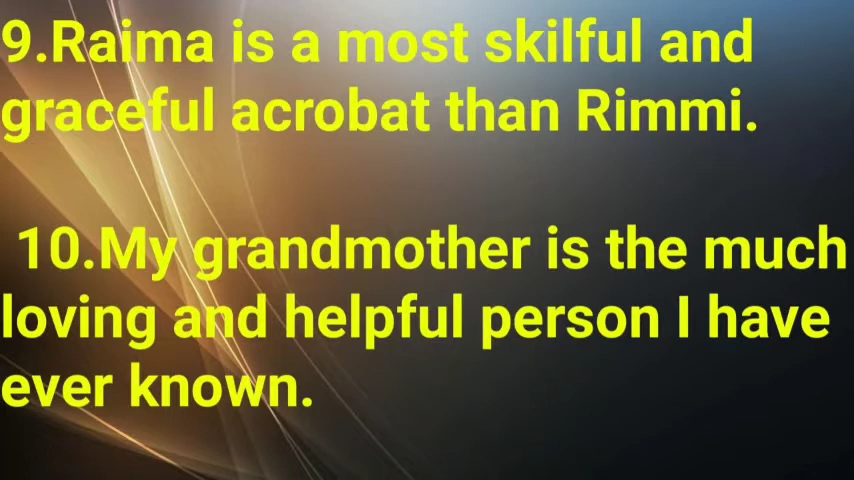 9.Raima is a most skilful and
graceful acrobat than Rimmi.
10.My grandmother is the much
loving and helpful person I have
ever known.